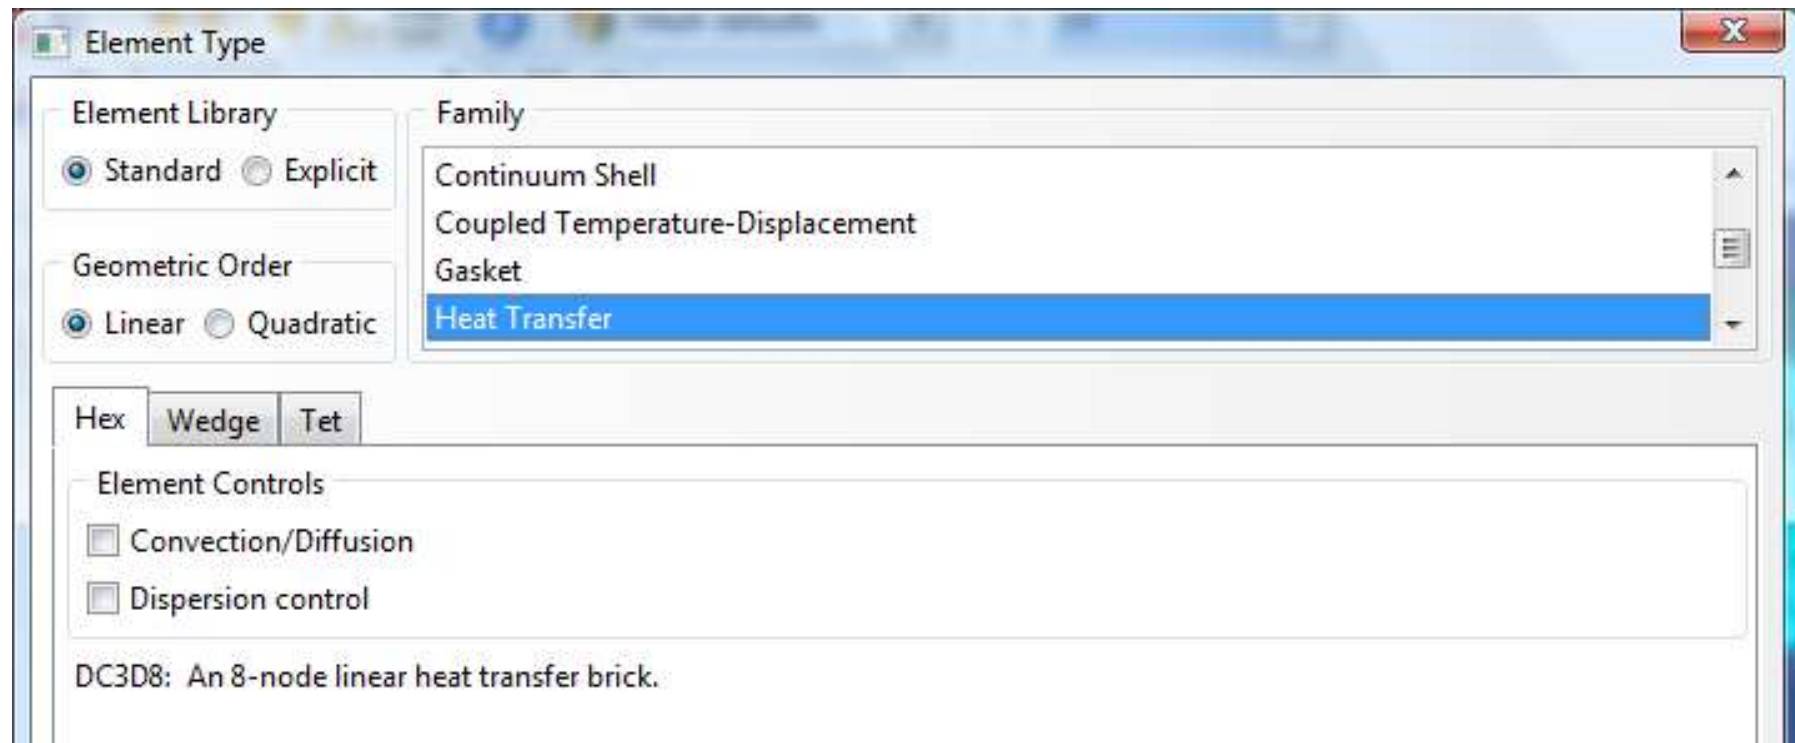 Element Type
Element Library
Standard Explicit
Geometric Order
Linear Quadratic
Family
Continuum Shell
Coupled Temperature-Displacement
Gasket
Heat Transfer
Hex Wedge Tet
Element Controls
Convection/Diffusion
Dispersion control
DC3D8: An 8-node linear heat transfer brick.